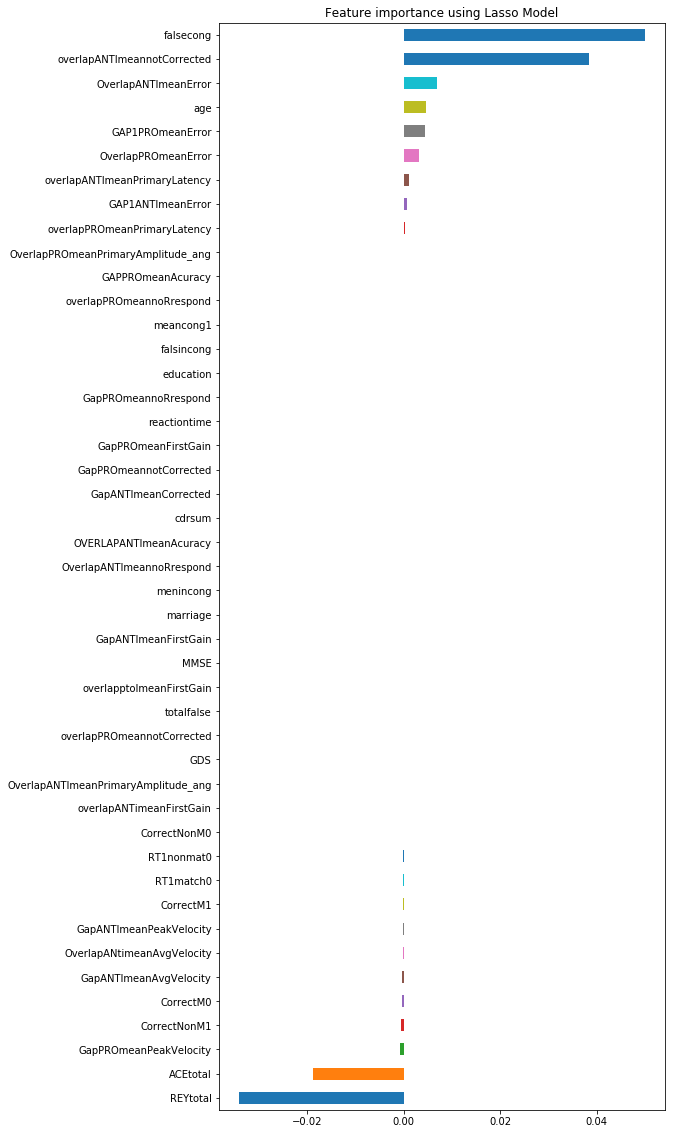 Feature importance using Lasso Model
falsecong
overlapANTImeannotCorrected
OverlapANTImeanError
age
GAP1PROmeanError
OverlapPROmeanError
overlapANTImeanPrimaryLatency
GAP1ANTImeanError
overlapPROmeanPrimaryLatency
OverlapPROmeanPrimaryAmplitude_ang
GAPPROmeanAcuracy
overlapPROmeannoRrespond
meancong1
falsincong
education
GapPROmeannoRrespond
reactiontime
GapPROmeanFirstGain
GapPROmeannotCorrected
GapANTImeanCorrected
cdrsum
OVERLAPANTImeanAcuracy
OverlapANTImeannoRrespond
menincong
marriage
GapANTImeanFirstGain
MMSE
overlapptoImeanFirstGain
totalfalse
overlapPROmeannotCorrected
GDS
OverlapANTImeanPrimaryAmplitude_ang
overlapANTimeanFirstGain
CorrectNonM0
RT1nonmat0
RT1match0
CorrectM1
GapANTImeanPeakVelocity
OverlapANtimeanAvgVelocity
GapANTImeanAvgVelocity
CorrectM0
CorrectNonM1
GapPROmeanPeakVelocity
ACEtotal
REYtotal
−0.02 0.00 0.02 0.04